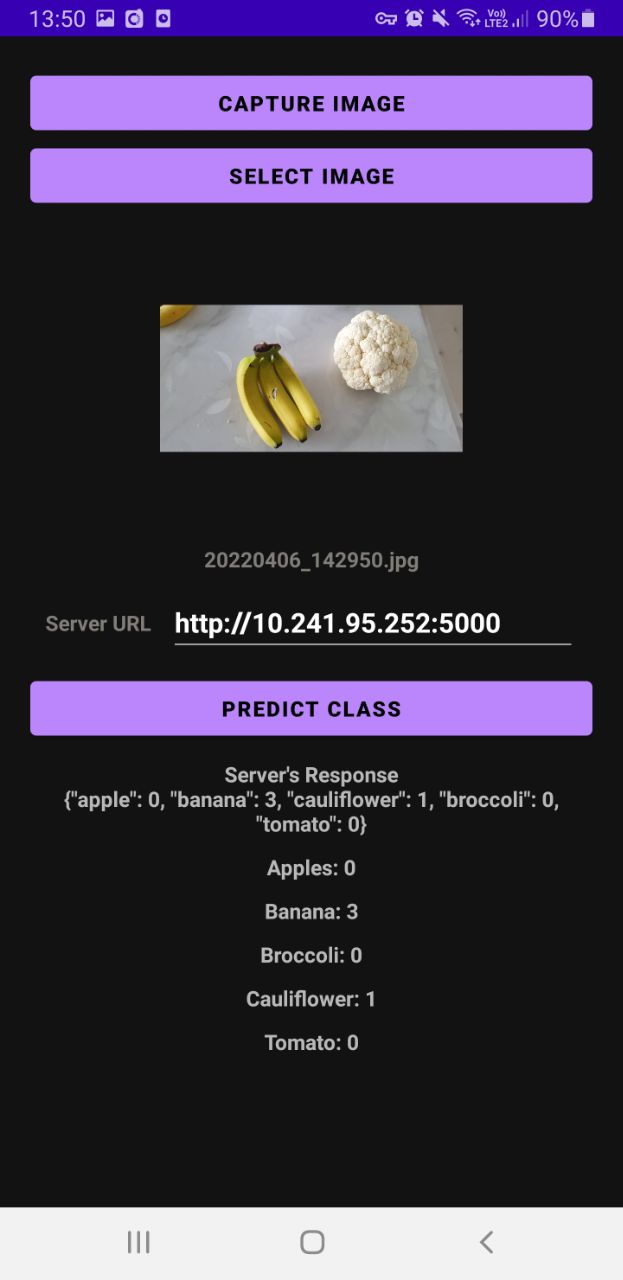 13:50 Vo)) LTE2 90%
CAPTURE IMAGE
SELECT IMAGE
20220406_142950.jpg
Server URL http://10.241.95.252:5000
PREDICT CLASS
Server's Response
{"apple": 0, "banana": 3, "cauliflower": 1, "broccoli": 0,
"tomato": 0}
Apples: 0
Banana: 3
Broccoli: 0
Cauliflower: 1
Tomato: 0